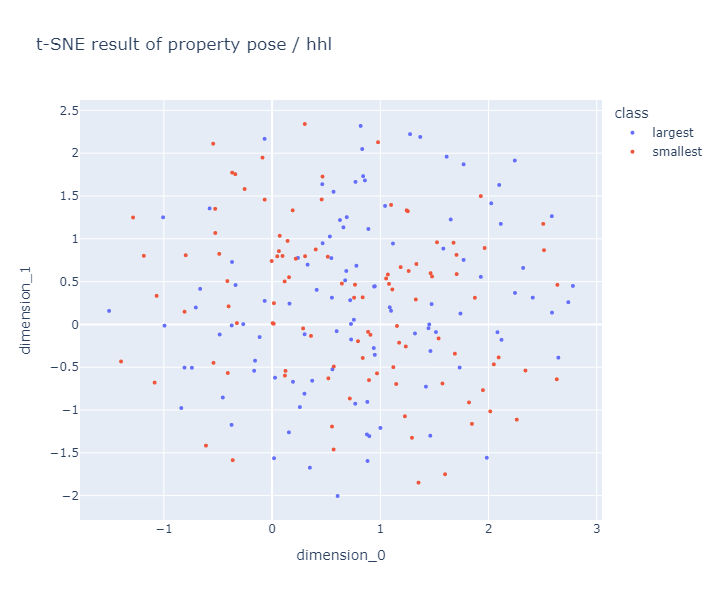 t-SNE result of property pose / hhl
class
largest
smallest
2.5
2
1.5
1
0.5
0
−0.5
−1
−1.5
−2
dimension_1
−1
0
1
2
3
dimension_0